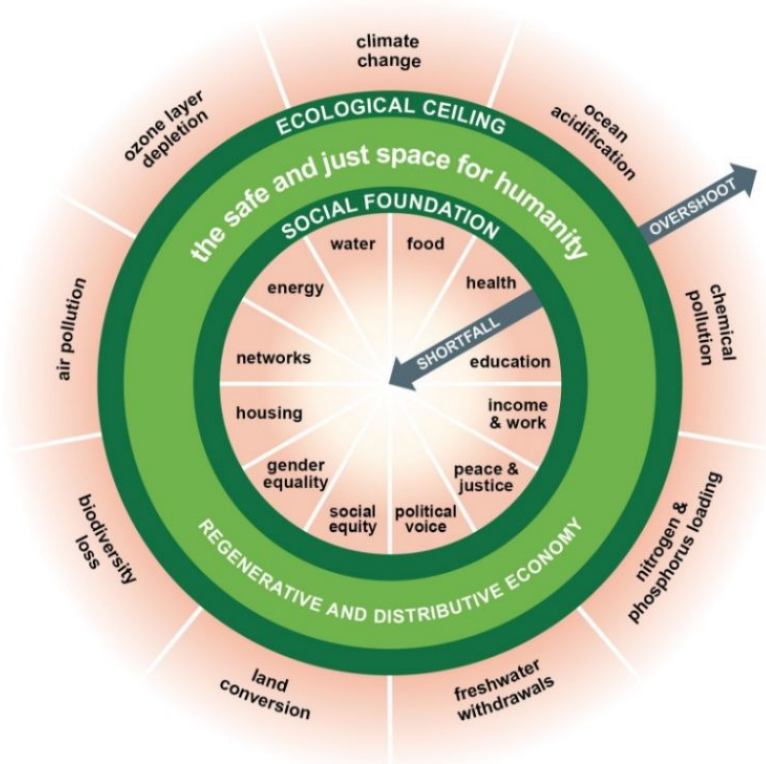 climate
change
ozone layer
depletion
ocean
acidification
ECOLOGICAL CEILING
the safe and just space for humanity
OVERSHOOT
SOCIAL FOUNDATION
water
food
energy
health
air pollution
chemical
pollution
SHORTFALL
networks
education
housing
income
& work
gender
equality
peace &
justice
social
equity
political
voice
biodiversity
loss
nitrogen &
phosphorus loading
REGENERATIVE AND DISTRIBUTIVE ECONOMY
land
conversion
freshwater
withdrawals